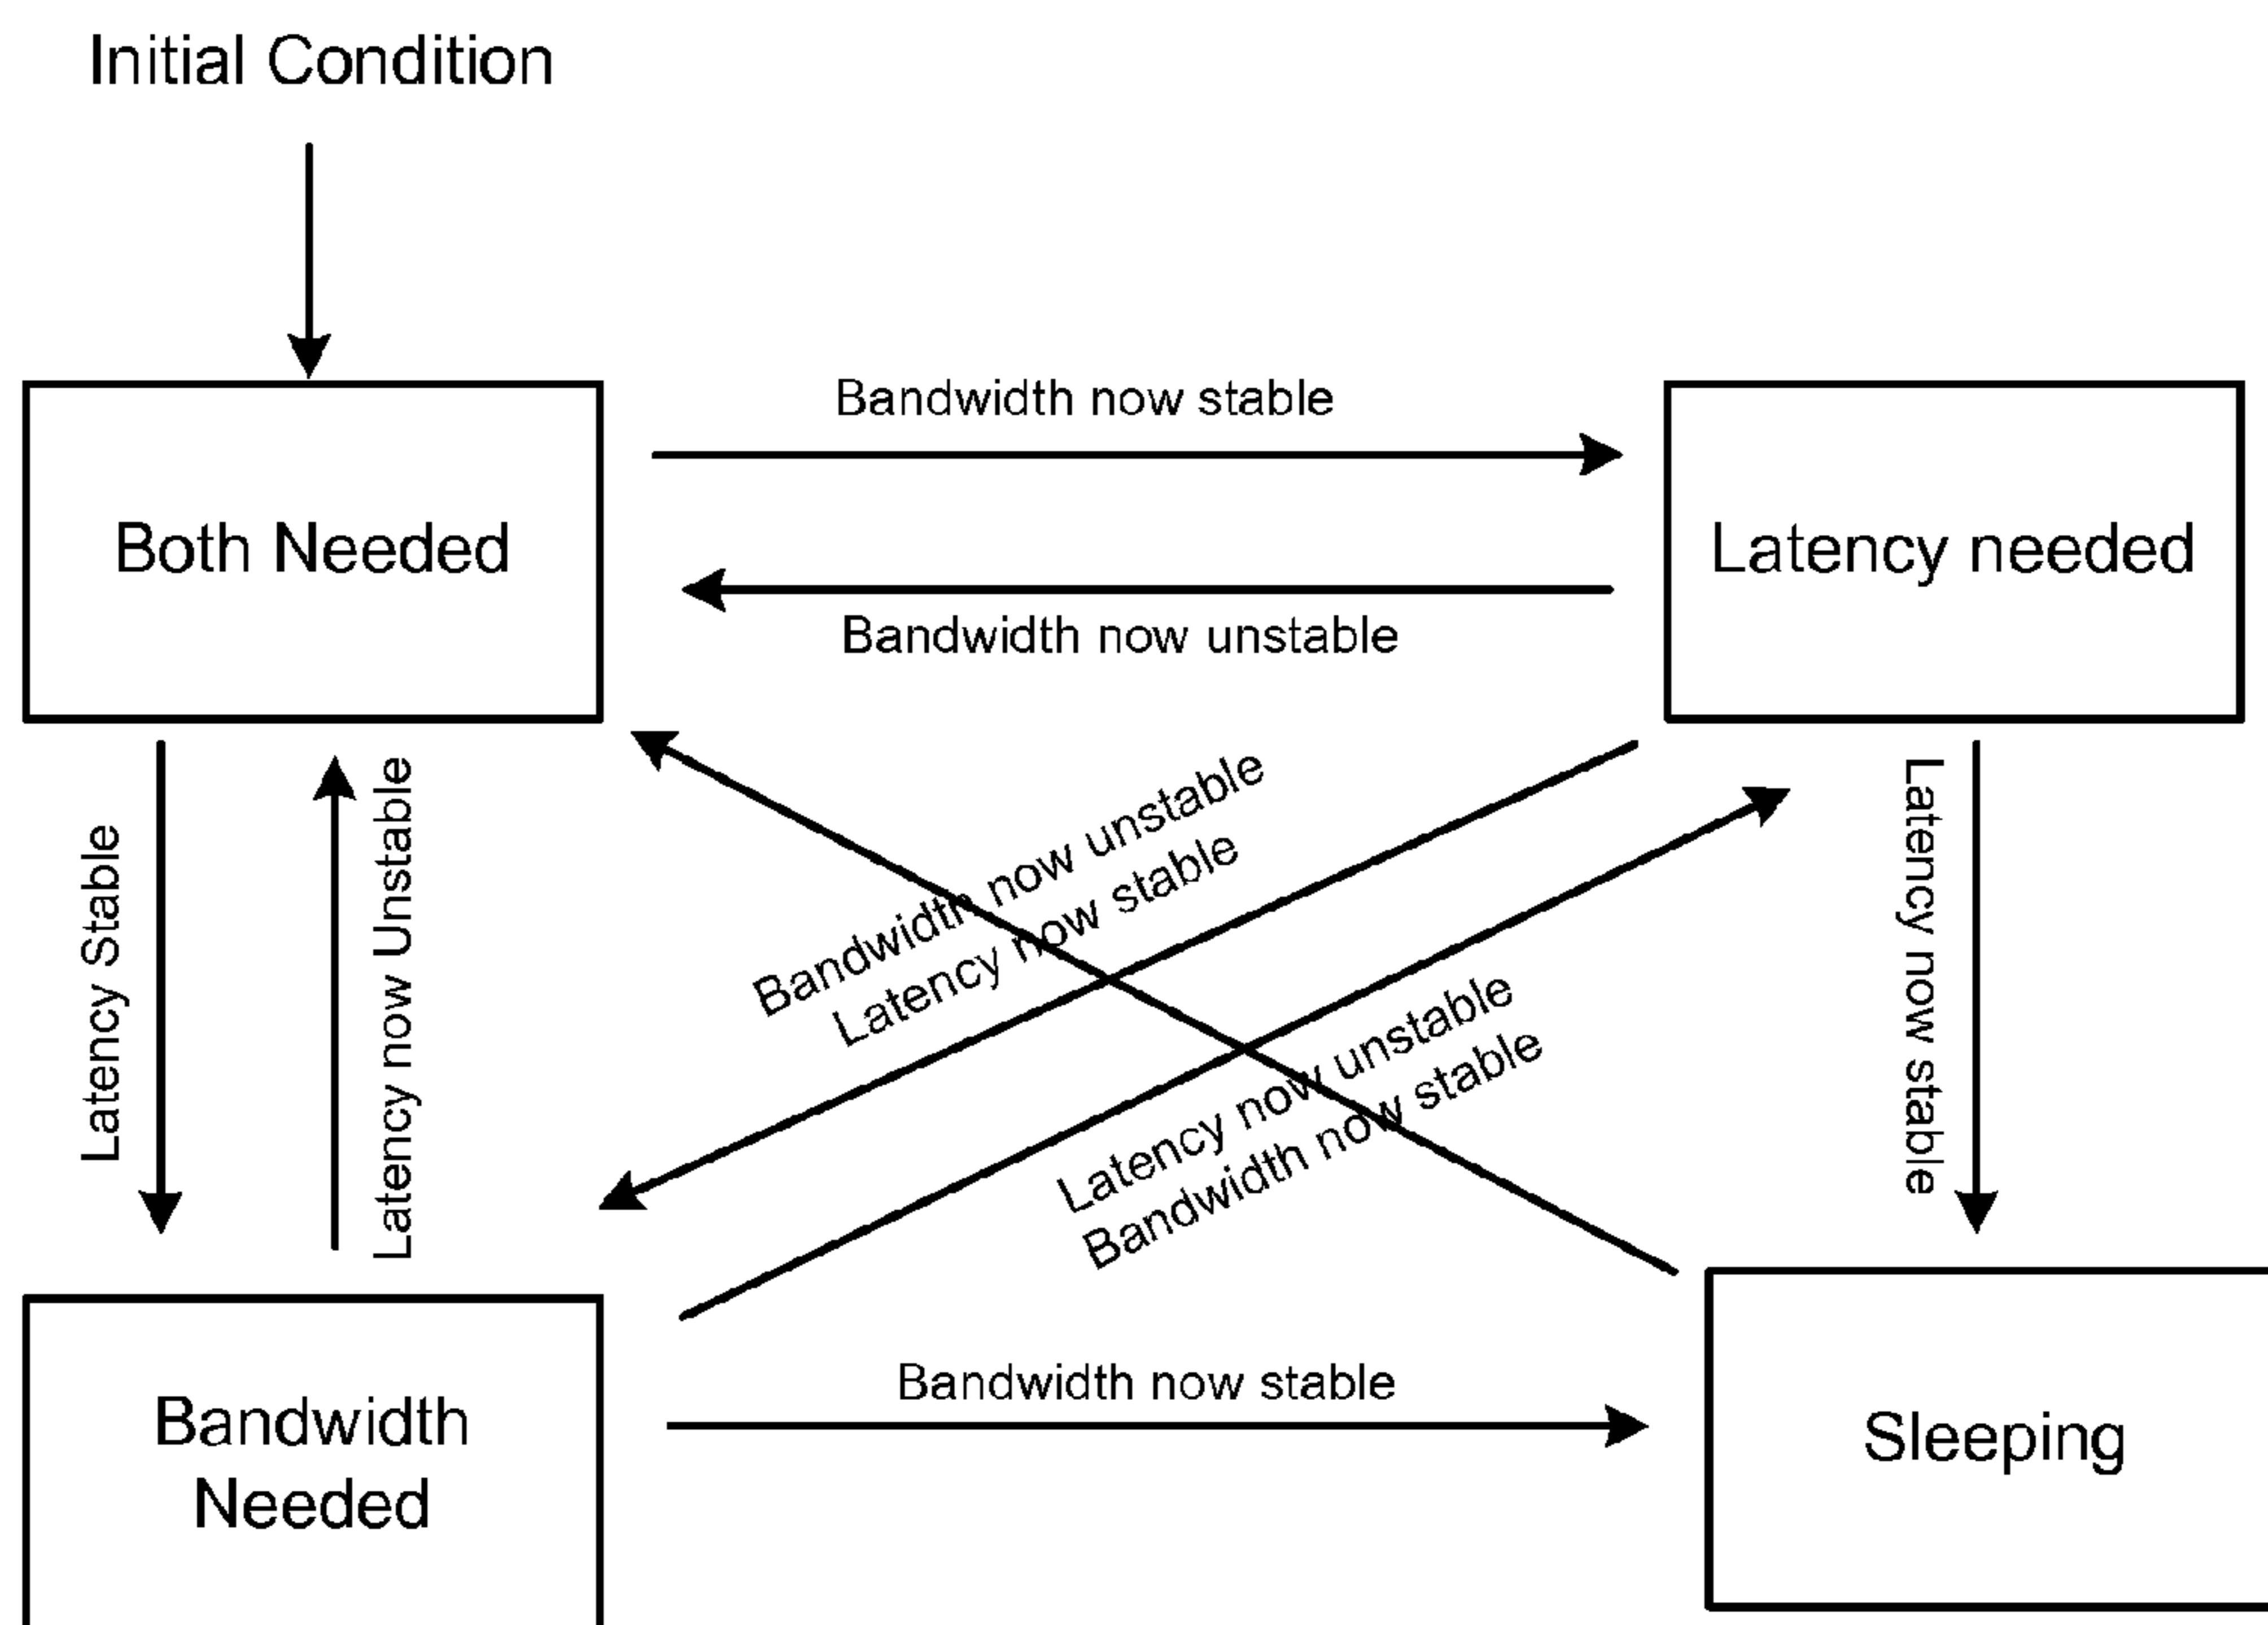 Initial Condition
Bandwidth now stable
Both Needed
Latency needed
Bandwidth now unstable
Latency Stable
Latency now Unstable
Bandwidth now unstable
Latency now stable
Latency now unstable
Bandwidth now stable
Latency now stable
Bandwidth now stable
Bandwidth
Needed
Sleeping